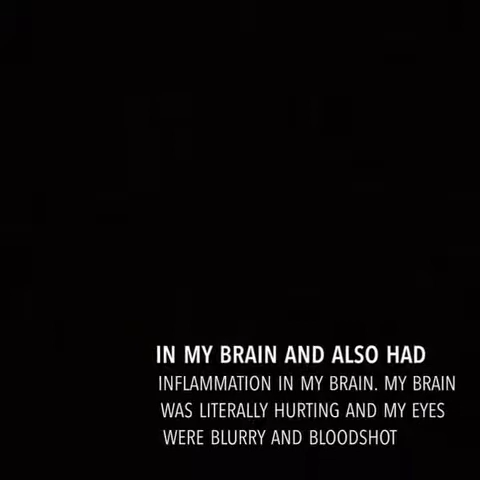 IN MY BRAIN AND ALSO HAD
INFLAMMATION IN MY BRAIN. MY BRAIN
WAS LITERALLY HURTING AND MY EYES
WERE BLURRY AND BLOODSHOT